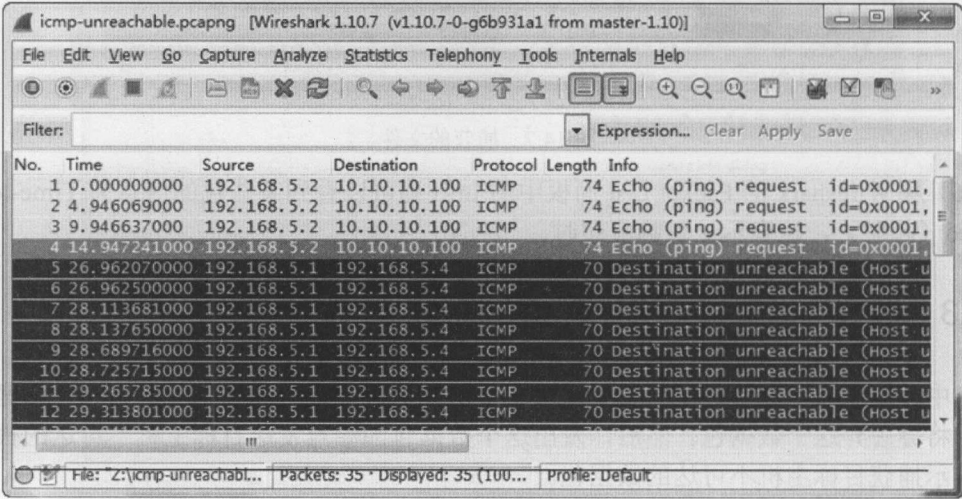 icmp-unreachable.pcapng [Wireshark 1.10.7 (v1.10.7-0-g6b931a1 from master-1.10)]
File Edit View Go Capture Analyze Statistics Telephony Tools Internals Help
Filter: Expression... Clear Apply Save
No. Time Source Destination Protocol Length Info
1 0.000000000 192.168.5.2 10.10.10.100 ICMP 74 Echo (ping) request id=0x0001,
2 4.946069000 192.168.5.2 10.10.10.100 ICMP 74 Echo (ping) request id=0x0001,
3 9.946637000 192.168.5.2 10.10.10.100 ICMP 74 Echo (ping) request id=0x0001,
4 14.947241000 192.168.5.2 10.10.10.100 ICMP 74 Echo (ping) request id=0x0001,
5 26.962070000 192.168.5.1 192.168.5.4 ICMP 70 Destination unreachable (Host u
6 26.962500000 192.168.5.1 192.168.5.4 ICMP 70 Destination unreachable (Host u
7 28.113681000 192.168.5.1 192.168.5.4 ICMP 70 Destination unreachable (Host u
8 28.137650000 192.168.5.1 192.168.5.4 ICMP 70 Destination unreachable (Host u
9 28.689716000 192.168.5.1 192.168.5.4 ICMP 70 Destination unreachable (Host u
10 28.725715000 192.168.5.1 192.168.5.4 ICMP 70 Destination unreachable (Host u
11 29.265785000 192.168.5.1 192.168.5.4 ICMP 70 Destination unreachable (Host u
12 29.313801000 192.168.5.1 192.168.5.4 ICMP 70 Destination unreachable (Host u
File: "Z:\icmp-unreachabl... Packets: 35 · Displayed: 35 (100... Profile: Default